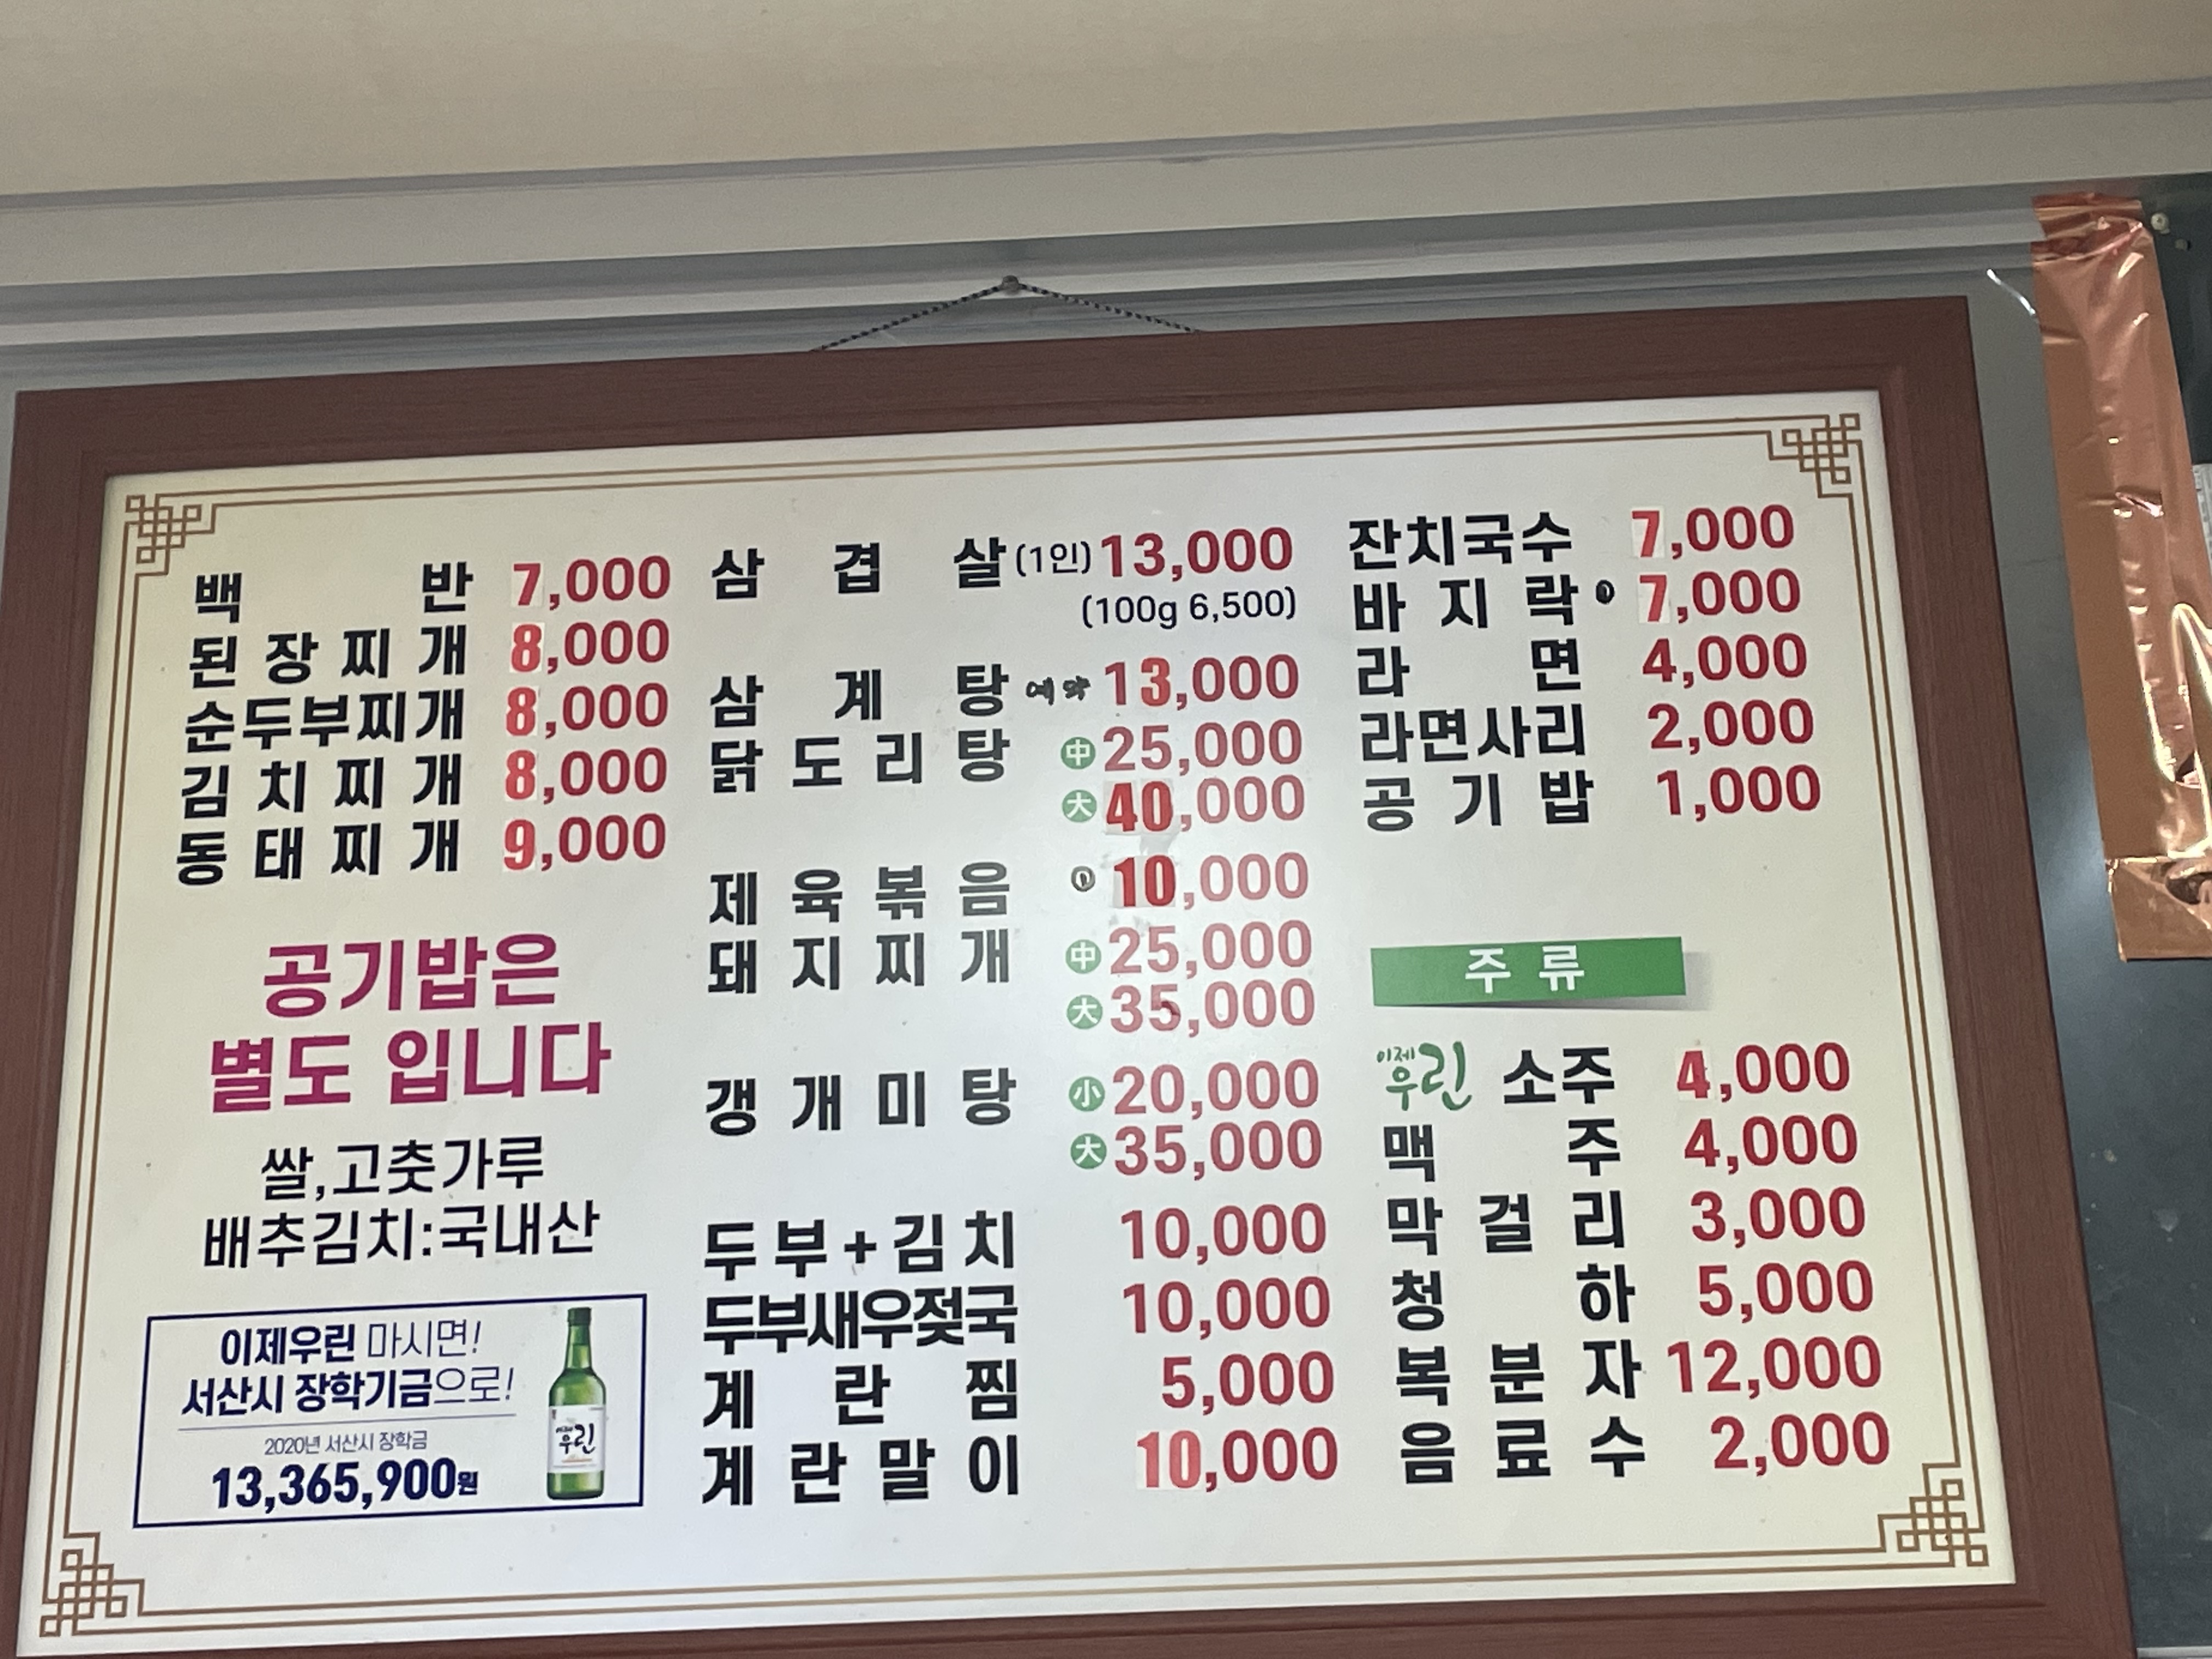 백반 7,000
된장찌개 8,000
순두부찌개 8,000
김치찌개 8,000
동태찌개 9,000
공기밥은
별도 입니다
쌀,고춧가루
배추김치:국내산
이제우린 마시면!
서산시 장학기금으로!
2020년 서산시 장학금
13,365,900원
이제 우린
삼겹살 (1인) 13,000
(100g 6,500)
삼계탕 예약 13,000
닭도리탕 中 25,000
大 40,000
제육볶음 10,000
돼지찌개 中 25,000
大 35,000
갱개미탕 小 20,000
大 35,000
두부+김치 10,000
두부새우젖국 10,000
계란찜 5,000
계란말이 10,000
잔치국수 7,000
바지락 7,000
라면 4,000
라면사리 2,000
공기밥 1,000
주류
이제 우린 소주 4,000
맥주 4,000
막걸리 3,000
청하 5,000
복분자 12,000
음료수 2,000